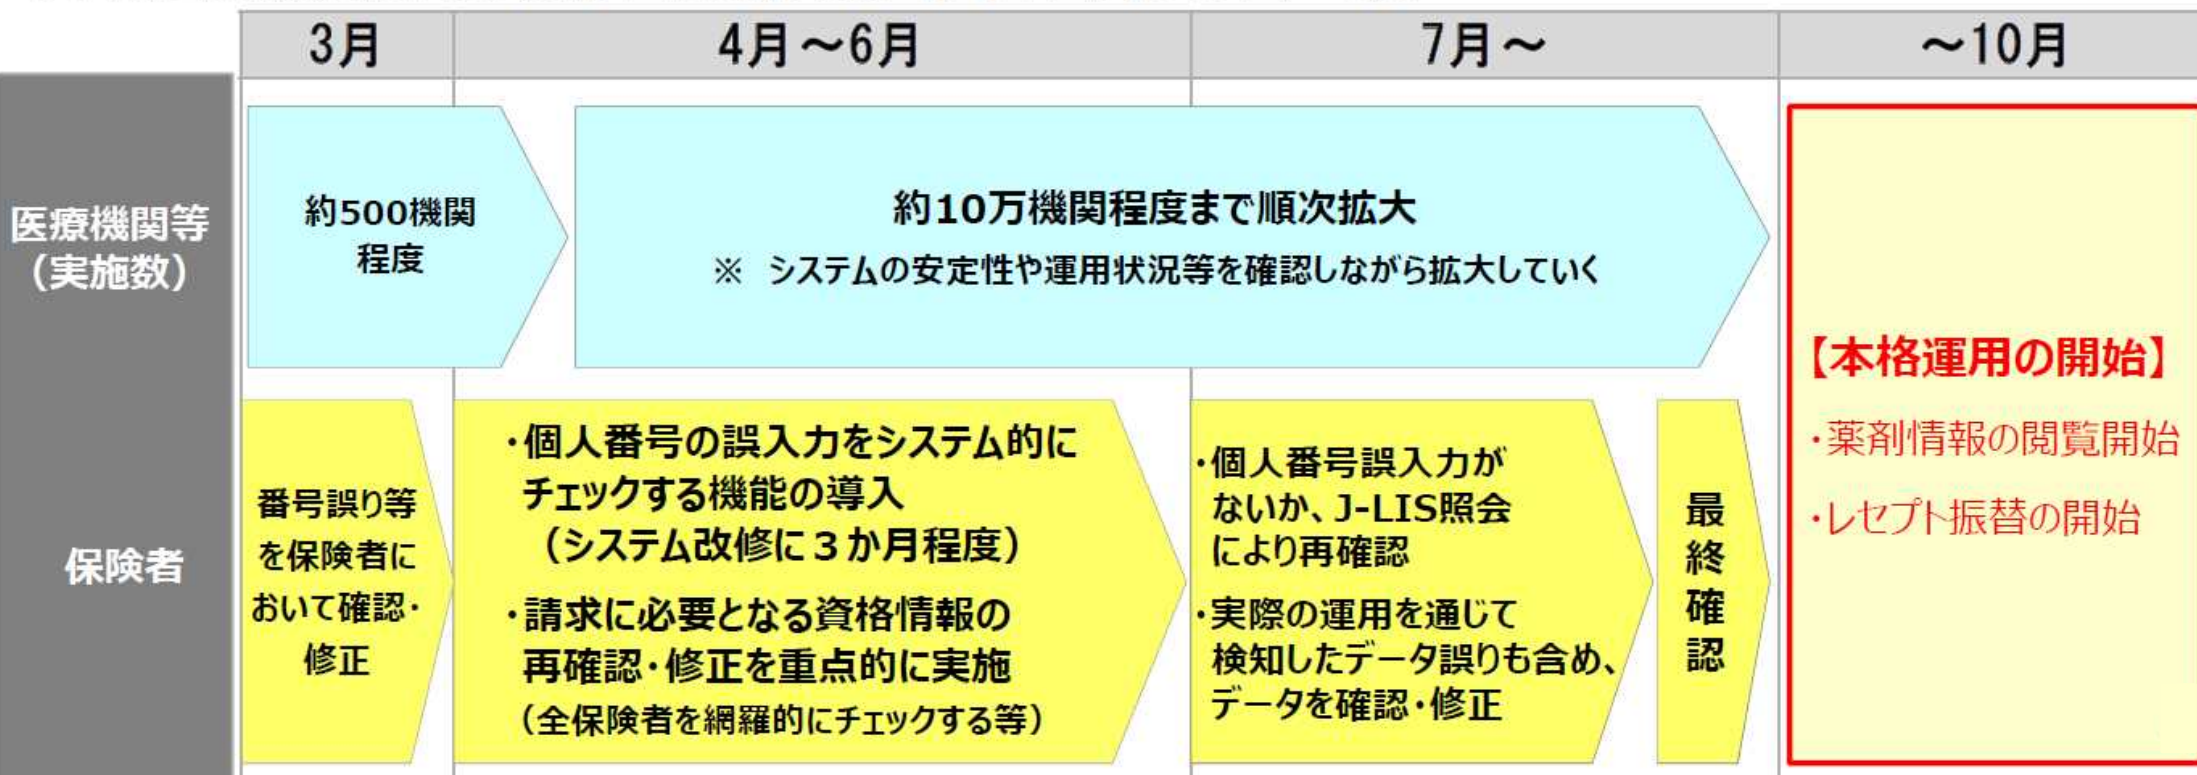 3月
4月～6月
7月～
～10月
医療機関等
（実施数）
約500機関
程度
約10万機関程度まで順次拡大
※　システムの安定性や運用状況等を確認しながら拡大していく
保険者
番号誤り等
を保険者に
おいて確認・
修正
・個人番号の誤入力をシステム的に
チェックする機能の導入
（システム改修に３か月程度）
・請求に必要となる資格情報の
再確認・修正を重点的に実施
（全保険者を網羅的にチェックする等）
・個人番号誤入力が
ないか、J-LIS照会
により再確認
・実際の運用を通じて
検知したデータ誤りも含め、
データを確認・修正
最終確認
【本格運用の開始】
・薬剤情報の閲覧開始
・レセプト振替の開始